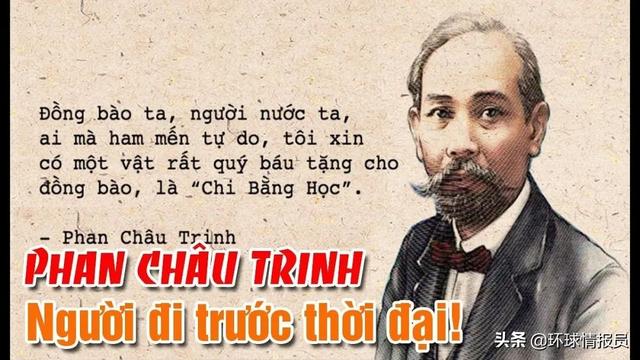 Đồng bào ta, người nước ta,
ai mà ham mến tự do, tôi xin
có một vật rất quý báu tặng cho
đồng bào, là “Chi Bằng Học”.
– Phan Châu Trinh
PHAN CHÂU TRINH
Người đi trước thời đại!
头条 @环球情报员